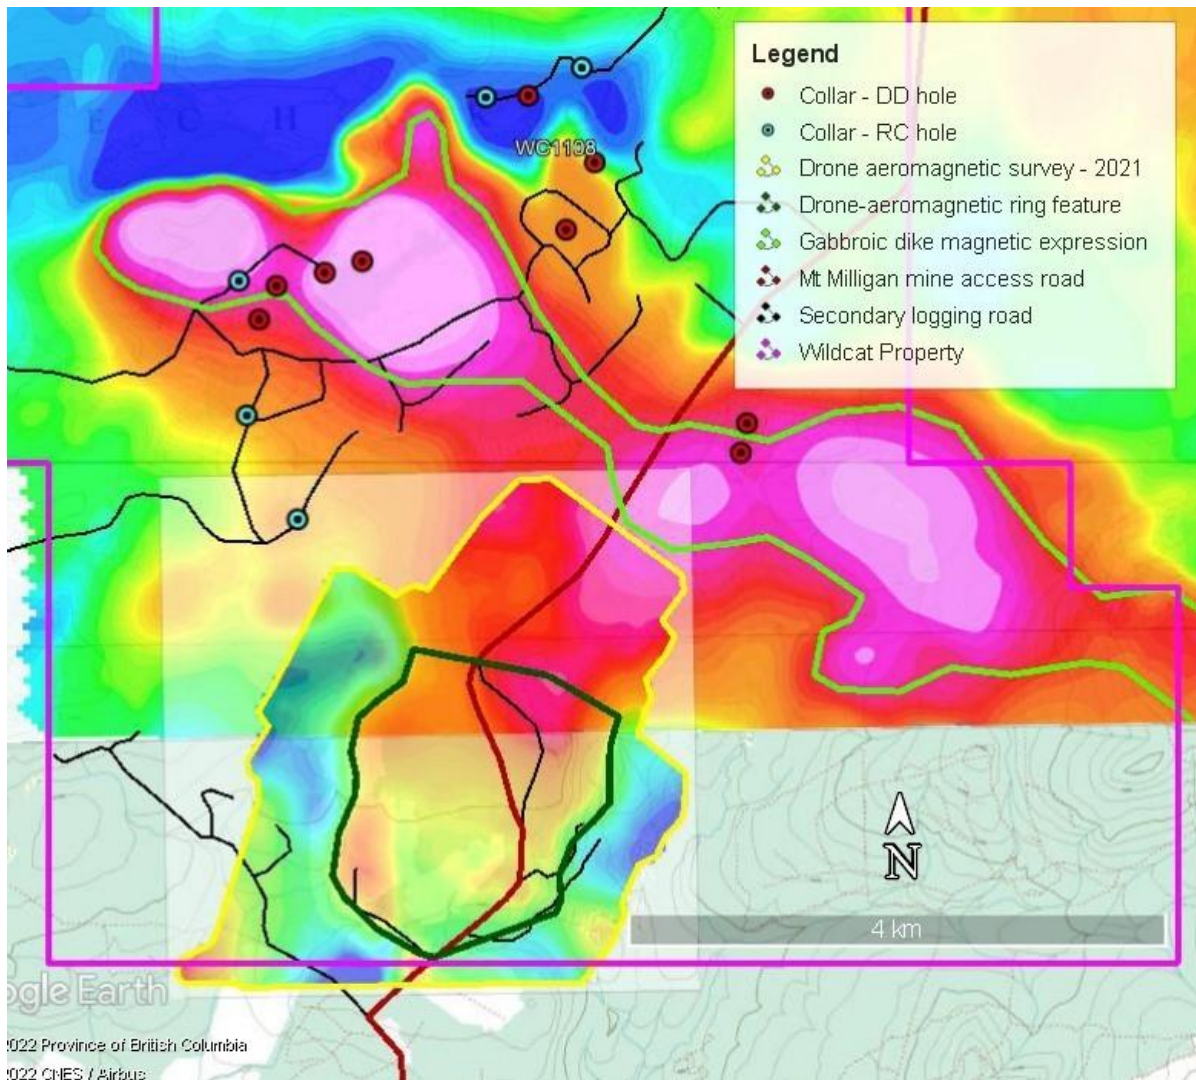 Legend
Collar - DD hole
Collar - RC hole
Drone aeromagnetic survey - 2021
Drone-aeromagnetic ring feature
Gabbroic dike magnetic expression
Mt Milligan mine access road
Secondary logging road
Wildcat Property
E C H
WC1108
N
4 km
ogle Earth
2022 Province of British Columbia
2022 CNES / Airbus